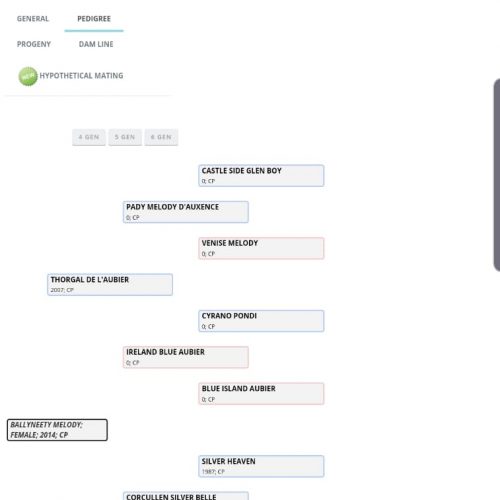 GENERAL
PEDIGREE
PROGENY
DAM LINE
NEW
HYPOTHETICAL MATING
4 GEN
5 GEN
6 GEN
CASTLE SIDE GLEN BOY
0; CP
PADY MELODY D'AUXENCE
0; CP
VENISE MELODY
0; CP
THORGAL DE L'AUBIER
2007; CP
CYRANO PONDI
0; CP
IRELAND BLUE AUBIER
0; CP
BLUE ISLAND AUBIER
0; CP
BALLYNEETY MELODY;
FEMALE; 2014; CP
SILVER HEAVEN
1987; CP
CORCULLEN SILVER BELLE